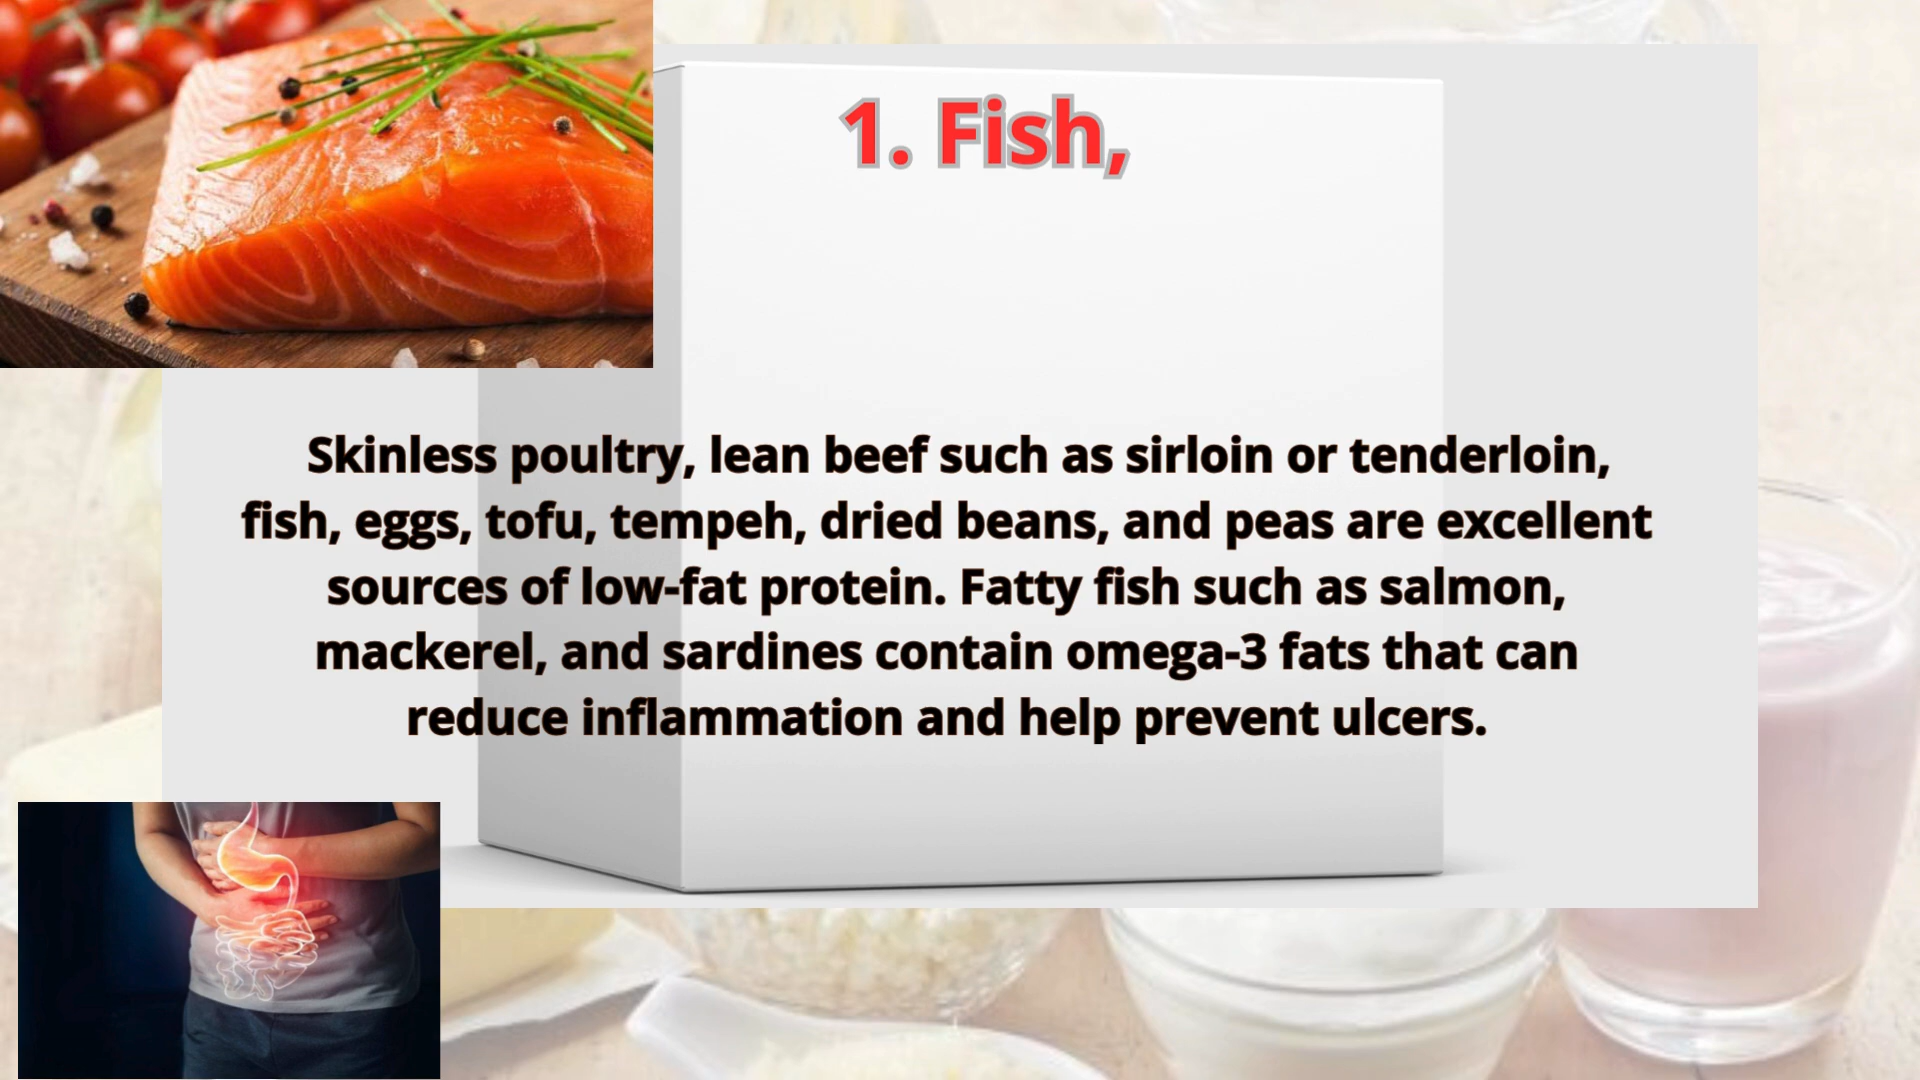 1. Fish,
Skinless poultry, lean beef such as sirloin or tenderloin,
fish, eggs, tofu, tempeh, dried beans, and peas are excellent
sources of low-fat protein. Fatty fish such as salmon,
mackerel, and sardines contain omega-3 fats that can
reduce inflammation and help prevent ulcers.